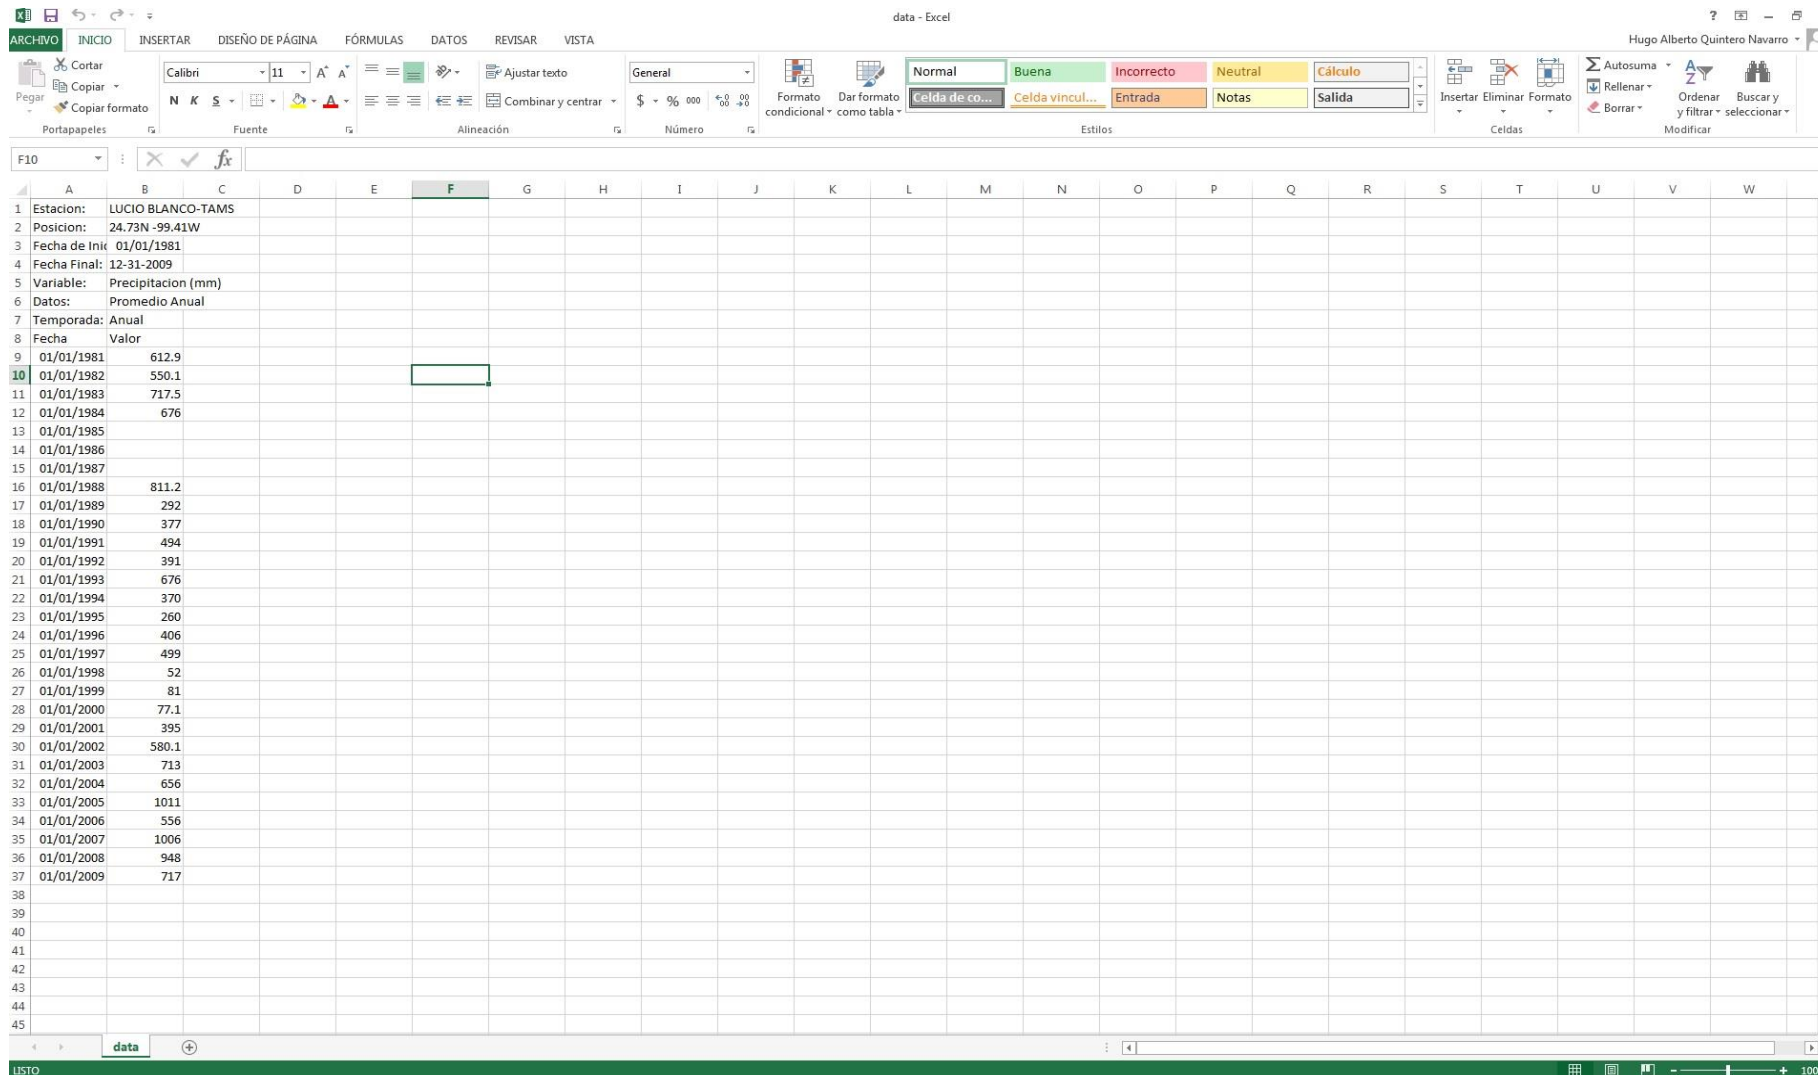 data - Excel
ARCHIVO INICIO INSERTAR DISEÑO DE PÁGINA FÓRMULAS DATOS REVISAR VISTA Hugo Alberto Quintero Navarro
Pegar
Cortar
Copiar
Copiar formato
Portapapeles
Calibri 11
N K S
Fuente
Ajustar texto
Combinar y centrar
Alineación
General
$ % 000
Número
Formato condicional
Dar formato como tabla
Normal Buena Incorrecto Neutral Cálculo
Celda de co... Celda vincul... Entrada Notas Salida
Estilos
Insertar Eliminar Formato
Celdas
Autosuma
Rellenar
Borrar
Ordenar y filtrar
Buscar y seleccionar
Modificar
F10 fx
A B C D E F G H I J K L M N O P Q R S T U V W
1 Estacion: LUCIO BLANCO-TAMS
2 Posicion: 24.73N -99.41W
3 Fecha de Inic 01/01/1981
4 Fecha Final: 12-31-2009
5 Variable: Precipitacion (mm)
6 Datos: Promedio Anual
7 Temporada: Anual
8 Fecha Valor
9 01/01/1981 612.9
10 01/01/1982 550.1
11 01/01/1983 717.5
12 01/01/1984 676
13 01/01/1985
14 01/01/1986
15 01/01/1987
16 01/01/1988 811.2
17 01/01/1989 292
18 01/01/1990 377
19 01/01/1991 494
20 01/01/1992 391
21 01/01/1993 676
22 01/01/1994 370
23 01/01/1995 260
24 01/01/1996 406
25 01/01/1997 499
26 01/01/1998 52
27 01/01/1999 81
28 01/01/2000 77.1
29 01/01/2001 395
30 01/01/2002 580.1
31 01/01/2003 713
32 01/01/2004 656
33 01/01/2005 1011
34 01/01/2006 556
35 01/01/2007 1006
36 01/01/2008 948
37 01/01/2009 717
38
39
40
41
42
43
44
45
data
LISTO 100